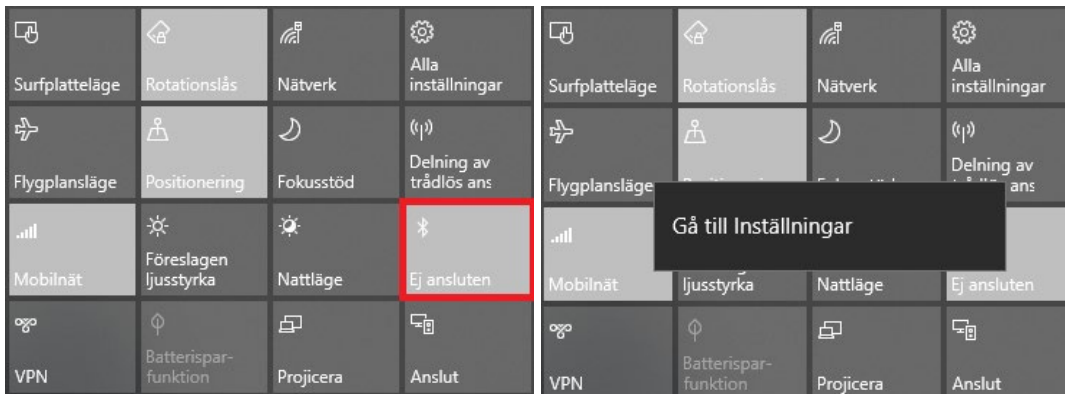 Surfplatteläge
Rotationslås
Nätverk
Alla
inställningar
Flygplansläge
Positionering
Fokusstöd
Delning av
trådlös ans
Mobilnät
Föreslagen
ljusstyrka
Nattläge
Ej ansluten
VPN
Batterispar-
funktion
Projicera
Anslut
Surfplatteläge
Rotationslås
Nätverk
Alla
inställningar
Flygplansläge
Delning av
ans
Gå till Inställningar
Mobilnät
ljusstyrka
Nattläge
Ej ansluten
VPN
Batterispar-
funktion
Projicera
Anslut